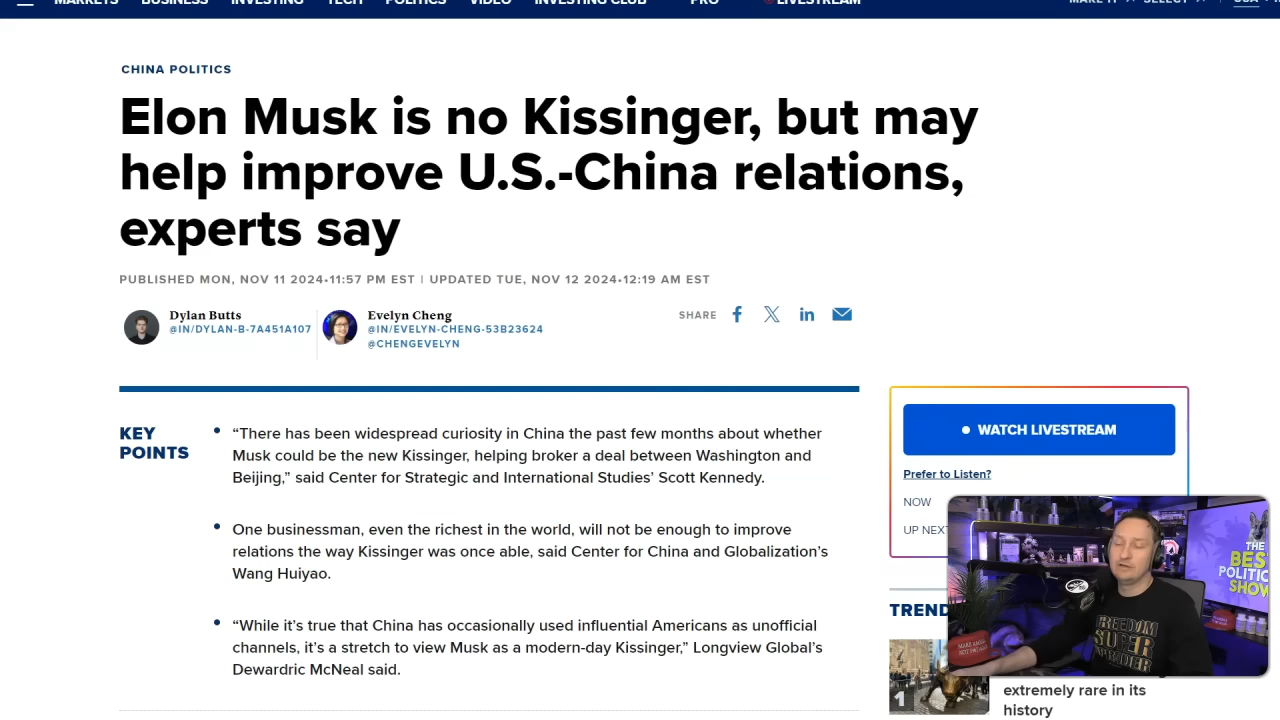 MARKETS BUSINESS INVESTING TECH POLITICS VIDEO INVESTING CLUB PRO LIVESTREAM MAKE IT SELECT USA
CHINA POLITICS
Elon Musk is no Kissinger, but may
help improve U.S.-China relations,
experts say
PUBLISHED MON, NOV 11 2024•11:57 PM EST | UPDATED TUE, NOV 12 2024•12:19 AM EST
Dylan Butts
@IN/DYLAN-B-7A451A107
Evelyn Cheng
@IN/EVELYN-CHENG-53B23624
@CHENGEVELYN
SHARE
KEY
POINTS
“There has been widespread curiosity in China the past few months about whether
Musk could be the new Kissinger, helping broker a deal between Washington and
Beijing,” said Center for Strategic and International Studies’ Scott Kennedy.
One businessman, even the richest in the world, will not be enough to improve
relations the way Kissinger was once able, said Center for China and Globalization’s
Wang Huiyao.
“While it’s true that China has occasionally used influential Americans as unofficial
channels, it’s a stretch to view Musk as a modern-day Kissinger,” Longview Global’s
Dewardric McNeal said.
WATCH LIVESTREAM
Prefer to Listen?
NOW
UP NEXT
TREND
1
extremely rare in its
history
THE
BES
POLITIC
SHOW
FREEDOM
SUPER